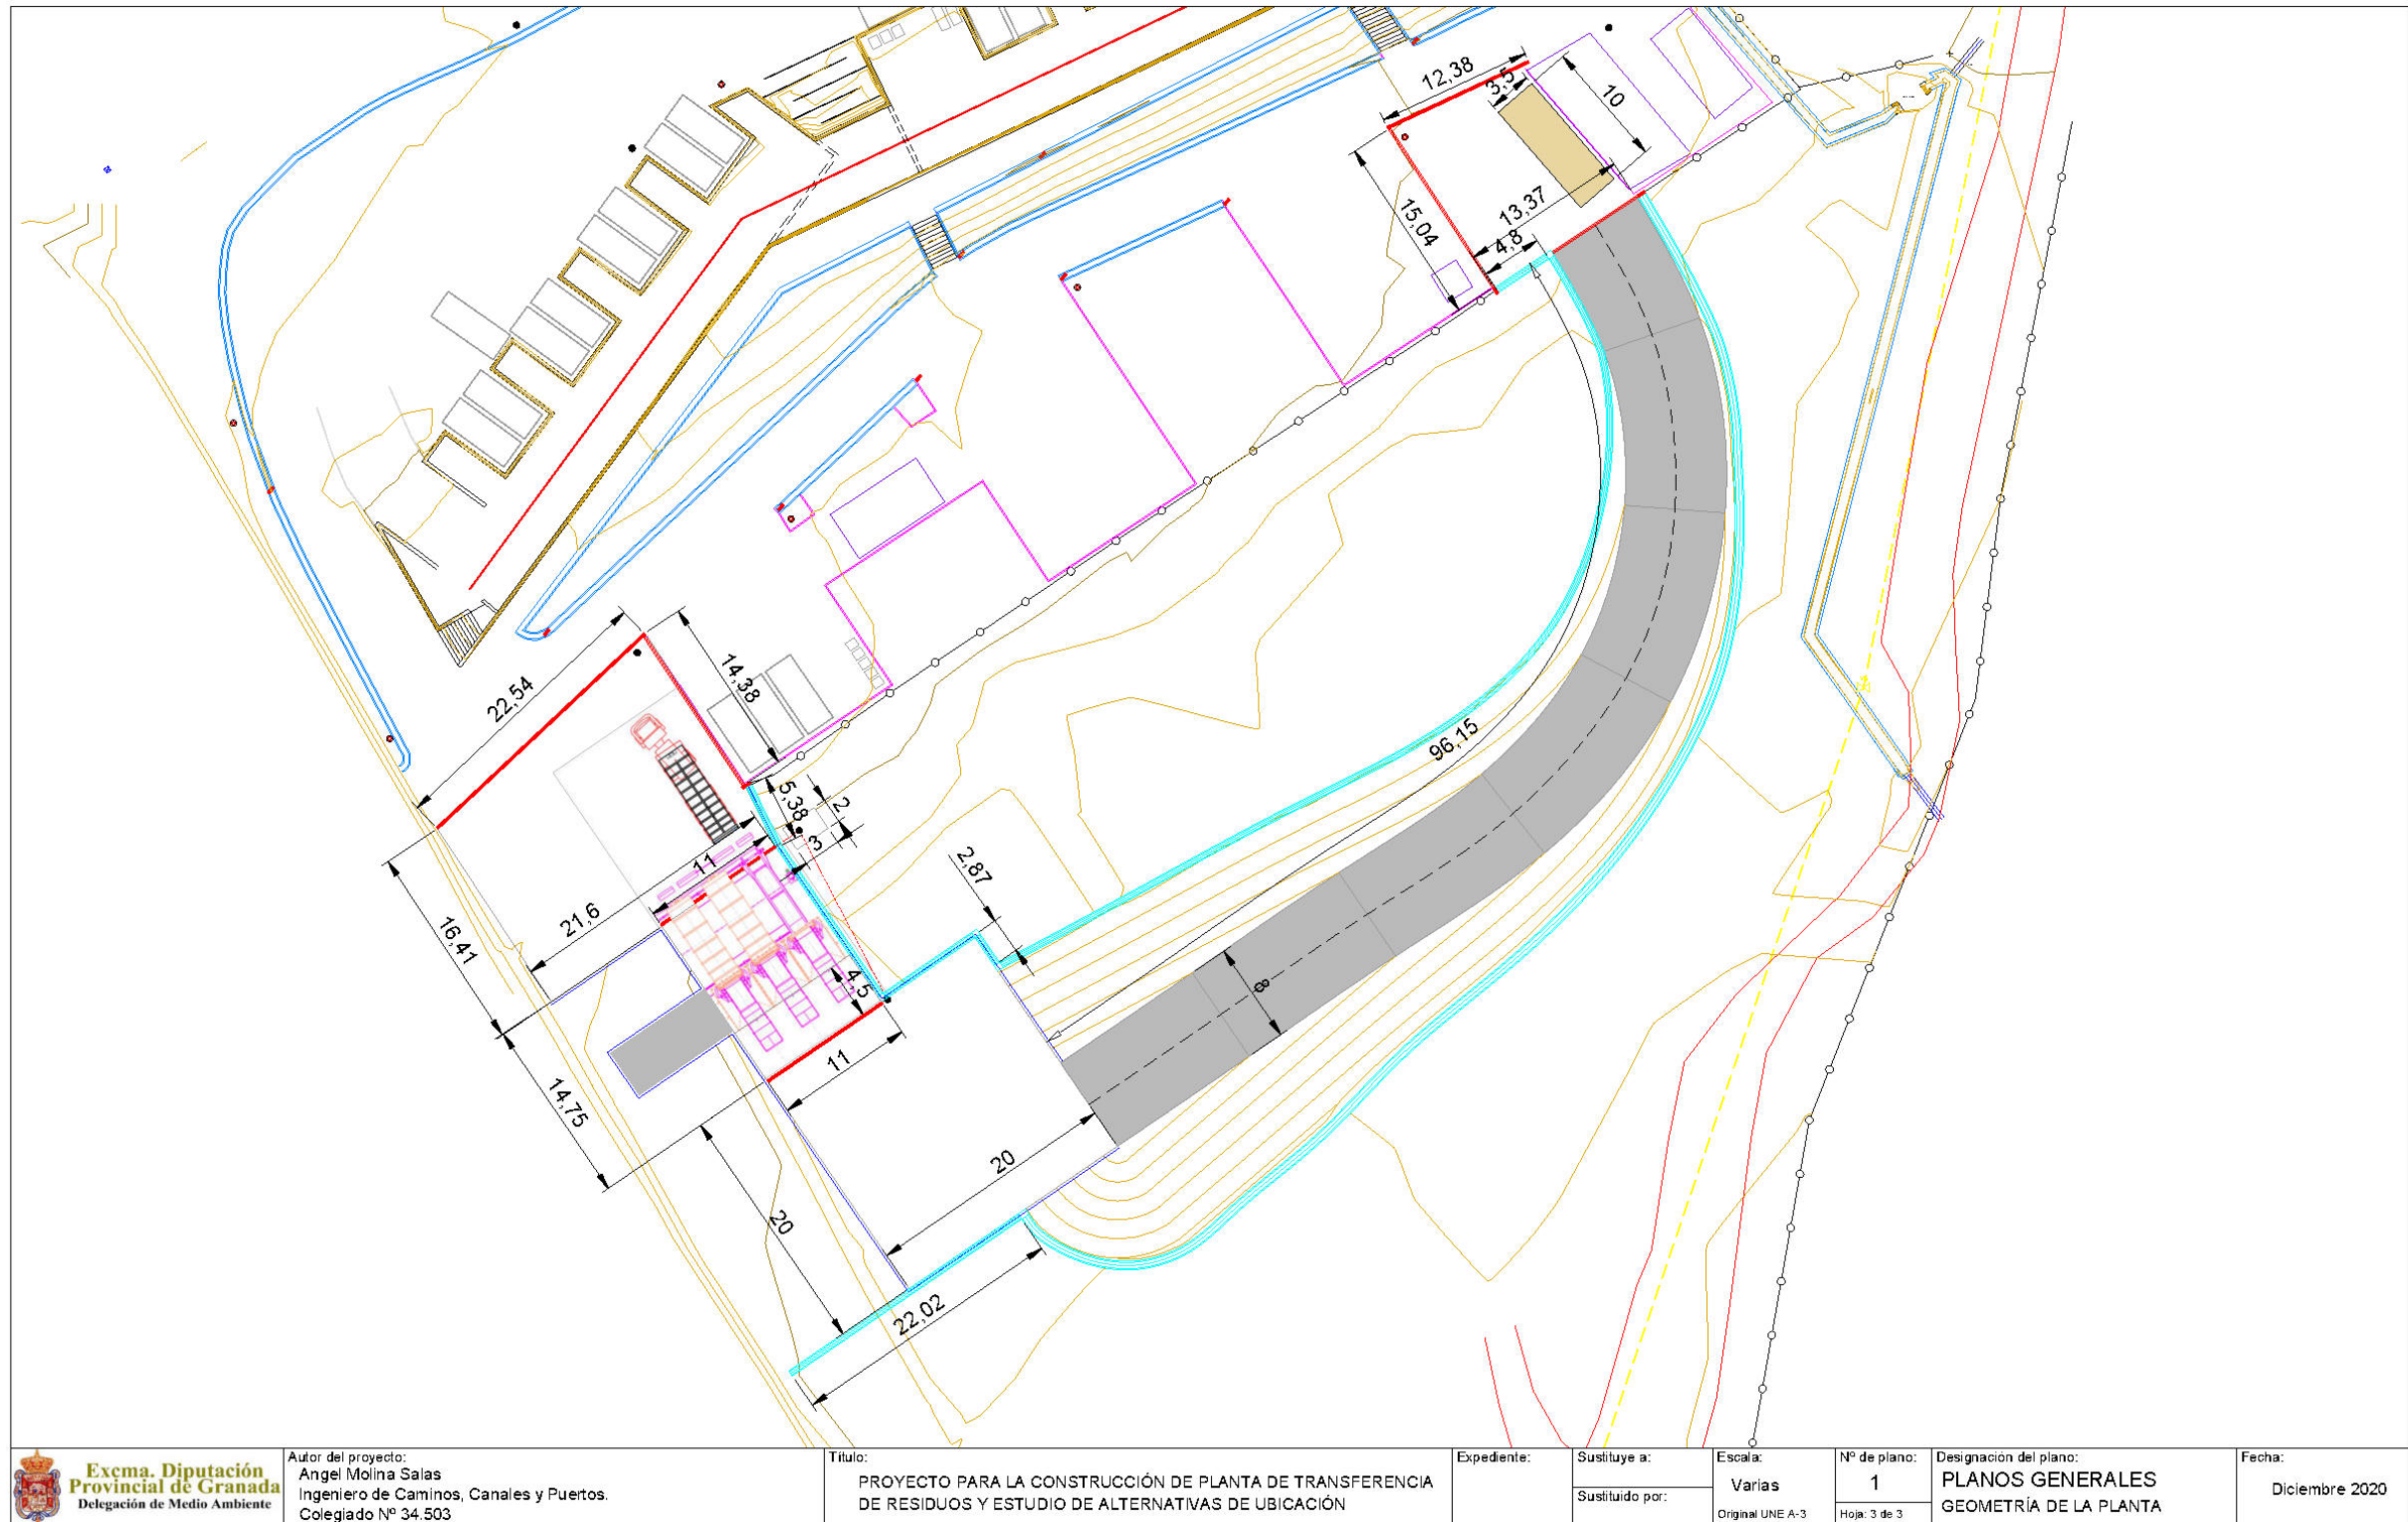 12,38
3,5
10
15,04
13,37
4,8
22,54
14,38
96,15
5,38
2
3
11
21,6
16,41
2,87
4,5
8
11
14,75
20
20
22,02
Excma. Diputación
Provincial de Granada
Delegación de Medio Ambiente
Autor del proyecto:
Angel Molina Salas
Ingeniero de Caminos, Canales y Puertos.
Colegiado Nº 34.503
Título:
PROYECTO PARA LA CONSTRUCCIÓN DE PLANTA DE TRANSFERENCIA
DE RESIDUOS Y ESTUDIO DE ALTERNATIVAS DE UBICACIÓN
Expediente:
Sustituye a:
Sustituido por:
Escala:
Varias
Original UNE A-3
Nº de plano:
1
Hoja: 3 de 3
Designación del plano:
PLANOS GENERALES
GEOMETRÍA DE LA PLANTA
Fecha:
Diciembre 2020